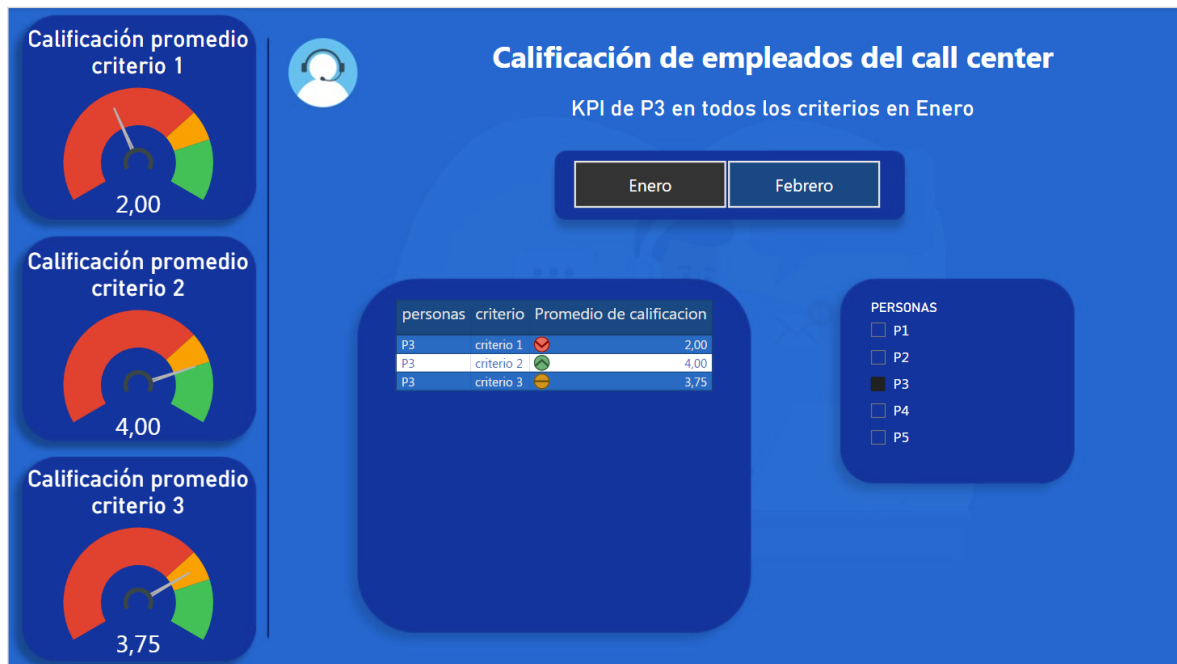 Calificación promedio
criterio 1
2,00
Calificación promedio
criterio 2
4,00
Calificación promedio
criterio 3
3,75
Calificación de empleados del call center
KPI de P3 en todos los criterios en Enero
Enero Febrero
personas criterio Promedio de calificacion
P3 criterio 1 2,00
P3 criterio 2 4,00
P3 criterio 3 3,75
PERSONAS
P1
P2
P3
P4
P5